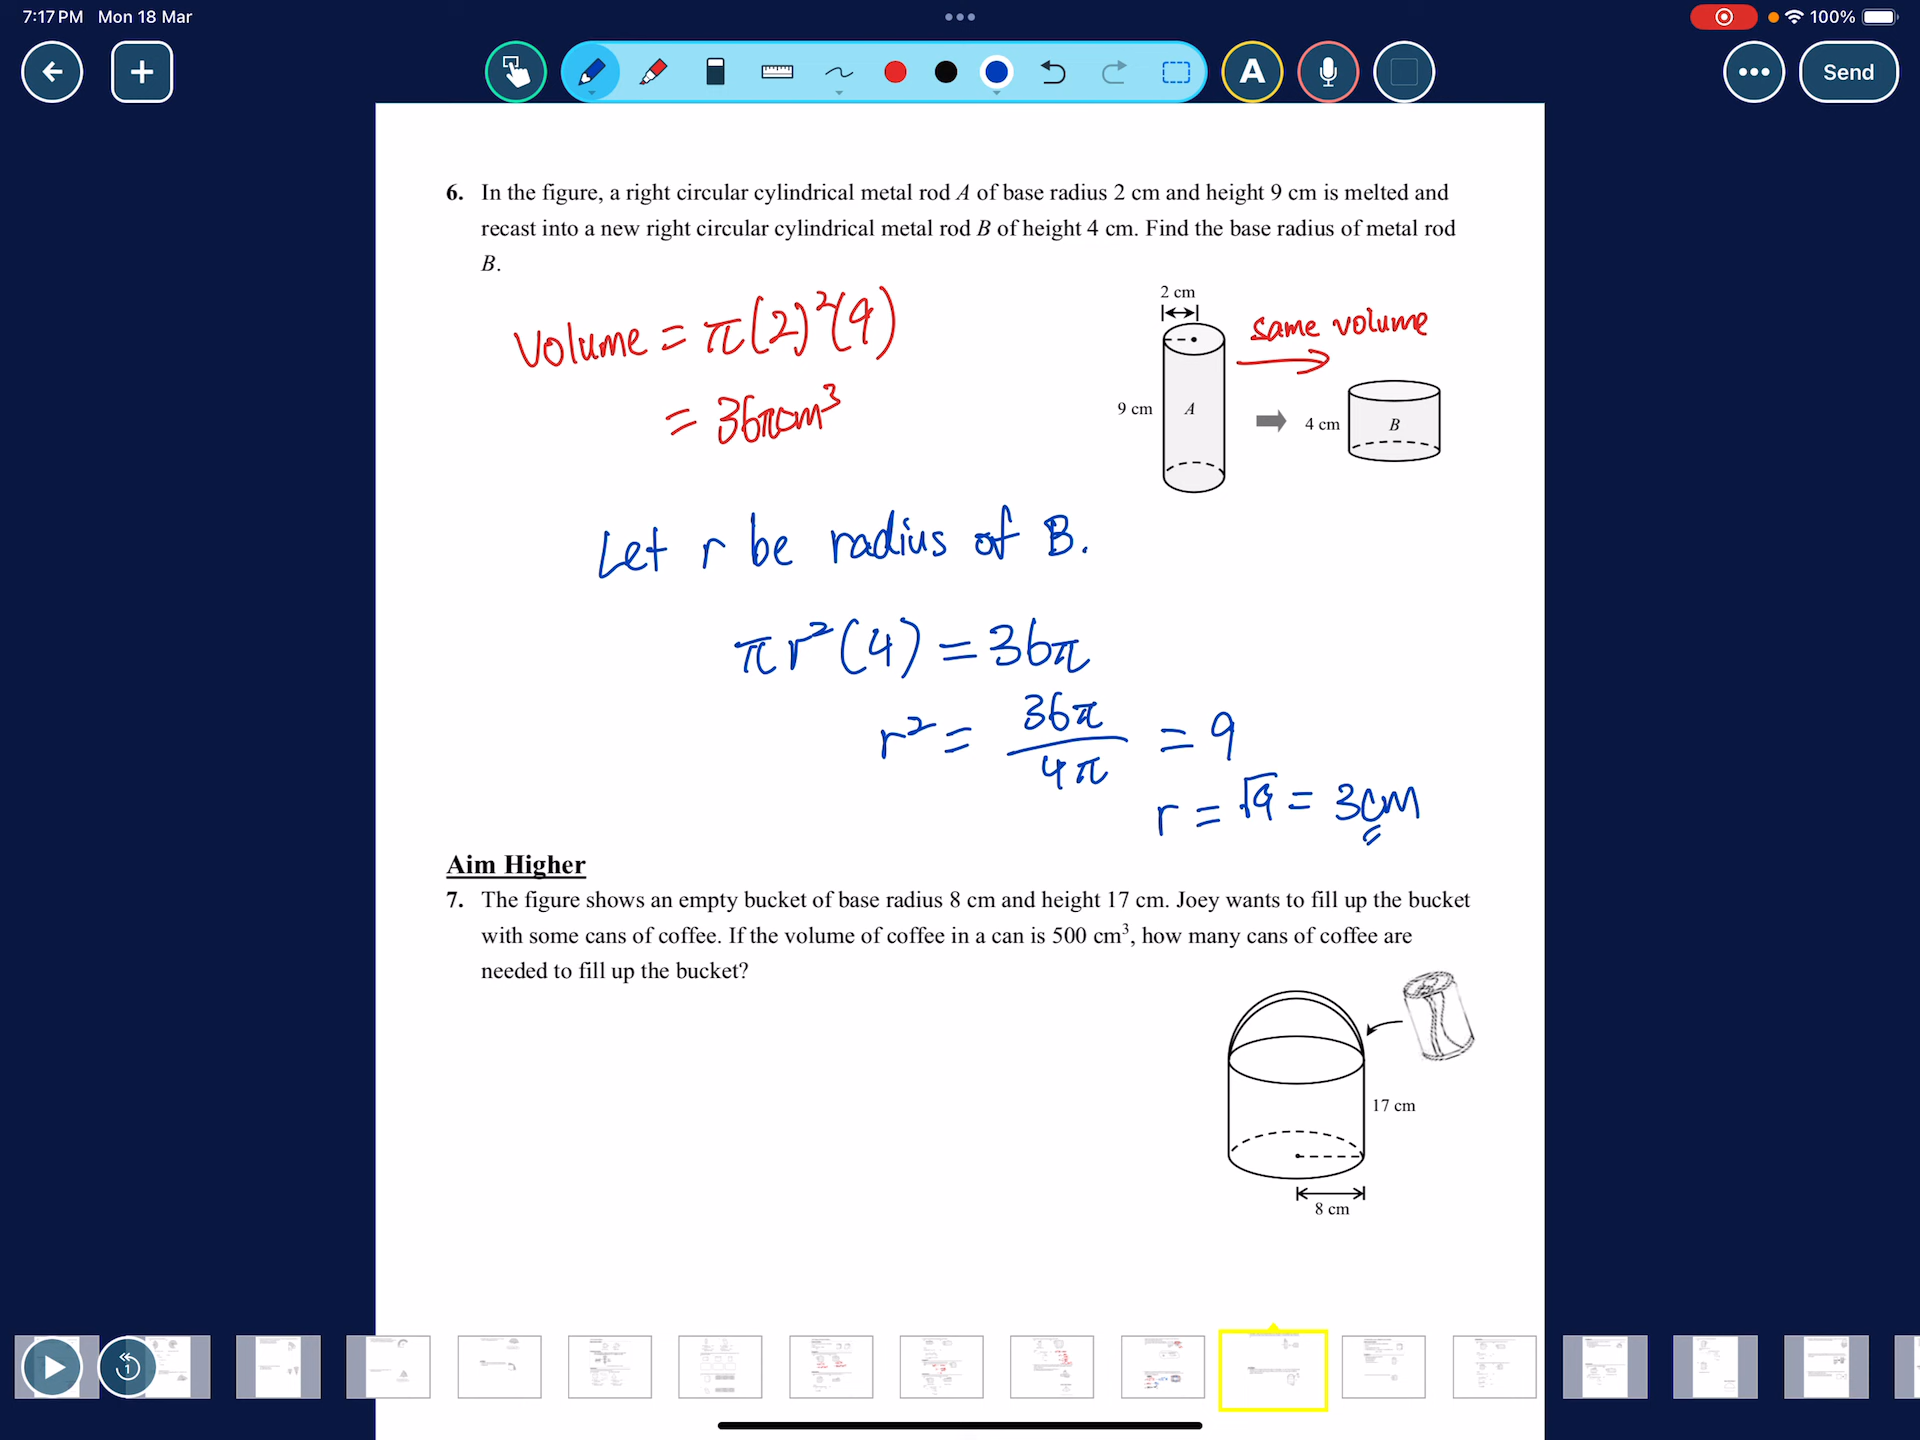 7:17 PM Mon 18 Mar
100%
A
Send
6. In the figure, a right circular cylindrical metal rod A of base radius 2 cm and height 9 cm is melted and
recast into a new right circular cylindrical metal rod B of height 4 cm. Find the base radius of metal rod
B.
Volume = π(2)²(9)
= 36πcm³
2 cm
same volume
9 cm
A
4 cm
B
Let r be radius of B.
πr²(4) = 36π
r² = 36π/4π = 9
r = √9 = 3cm
Aim Higher
7. The figure shows an empty bucket of base radius 8 cm and height 17 cm. Joey wants to fill up the bucket
with some cans of coffee. If the volume of coffee in a can is 500 cm³, how many cans of coffee are
needed to fill up the bucket?
17 cm
8 cm
1